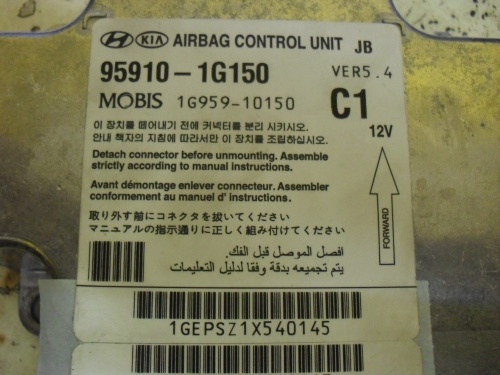 HYUNDAI KIA AIRBAG CONTROL UNIT JB
95910-1G150 VER5.4
MOBIS 1G959-10150 C1
이 장치를 떼어내기 전에 커넥터를 분리 시키시오.
안내 책자의 지침에 따라서만 이 장치를 조립하십시오. 12V
Detach connector before unmounting. Assemble
strictly according to manual instructions.
Avant démontage enlever connecteur. Assembler
conformement au manuel d' instructions.
取り外す前にコネクタを抜いてください
マニュアルの指示通りに正しく組み付けてください
FORWARD
افصل الموصل قبل الفك.
يتم تجميعه بدقة وفقا لدليل التعليمات
1GEPSZ1X540145